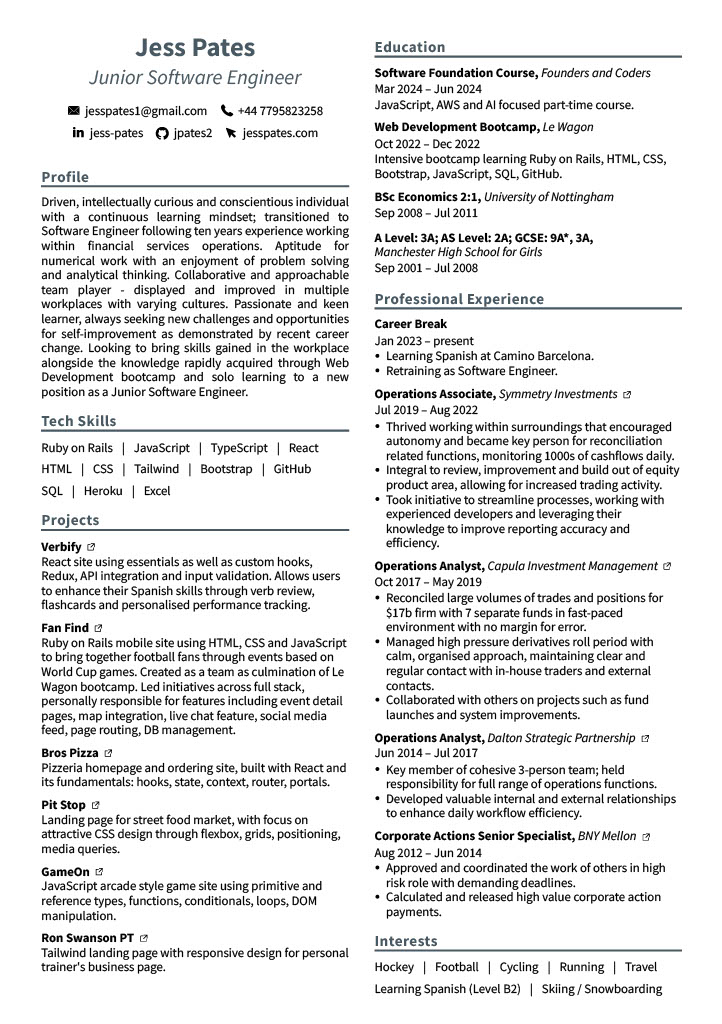 Jess Pates
Junior Software Engineer
jesspates1@gmail.com +44 7795823258
jess-pates jpates2 jesspates.com
Profile
Driven, intellectually curious and conscientious individual
with a continuous learning mindset; transitioned to
Software Engineer following ten years experience working
within financial services operations. Aptitude for
numerical work with an enjoyment of problem solving
and analytical thinking. Collaborative and approachable
team player - displayed and improved in multiple
workplaces with varying cultures. Passionate and keen
learner, always seeking new challenges and opportunities
for self-improvement as demonstrated by recent career
change. Looking to bring skills gained in the workplace
alongside the knowledge rapidly acquired through Web
Development bootcamp and solo learning to a new
position as a Junior Software Engineer.
Tech Skills
Ruby on Rails | JavaScript | TypeScript | React
HTML | CSS | Tailwind | Bootstrap | GitHub
SQL | Heroku | Excel
Projects
Verbify
React site using essentials as well as custom hooks,
Redux, API integration and input validation. Allows users
to enhance their Spanish skills through verb review,
flashcards and personalised performance tracking.
Fan Find
Ruby on Rails mobile site using HTML, CSS and JavaScript
to bring together football fans through events based on
World Cup games. Created as a team as culmination of Le
Wagon bootcamp. Led initiatives across full stack,
personally responsible for features including event detail
pages, map integration, live chat feature, social media
feed, page routing, DB management.
Bros Pizza
Pizzeria homepage and ordering site, built with React and
its fundamentals: hooks, state, context, router, portals.
Pit Stop
Landing page for street food market, with focus on
attractive CSS design through flexbox, grids, positioning,
media queries.
GameOn
JavaScript arcade style game site using primitive and
reference types, functions, conditionals, loops, DOM
manipulation.
Ron Swanson PT
Tailwind landing page with responsive design for personal
trainer's business page.
Education
Software Foundation Course, Founders and Coders
Mar 2024 – Jun 2024
JavaScript, AWS and AI focused part-time course.
Web Development Bootcamp, Le Wagon
Oct 2022 – Dec 2022
Intensive bootcamp learning Ruby on Rails, HTML, CSS,
Bootstrap, JavaScript, SQL, GitHub.
BSc Economics 2:1, University of Nottingham
Sep 2008 – Jul 2011
A Level: 3A; AS Level: 2A; GCSE: 9A*, 3A,
Manchester High School for Girls
Sep 2001 – Jul 2008
Professional Experience
Career Break
Jan 2023 – present
• Learning Spanish at Camino Barcelona.
• Retraining as Software Engineer.
Operations Associate, Symmetry Investments
Jul 2019 – Aug 2022
• Thrived working within surroundings that encouraged
autonomy and became key person for reconciliation
related functions, monitoring 1000s of cashflows daily.
• Integral to review, improvement and build out of equity
product area, allowing for increased trading activity.
• Took initiative to streamline processes, working with
experienced developers and leveraging their
knowledge to improve reporting accuracy and
efficiency.
Operations Analyst, Capula Investment Management
Oct 2017 – May 2019
• Reconciled large volumes of trades and positions for
$17b firm with 7 separate funds in fast-paced
environment with no margin for error.
• Managed high pressure derivatives roll period with
calm, organised approach, maintaining clear and
regular contact with in-house traders and external
contacts.
• Collaborated with others on projects such as fund
launches and system improvements.
Operations Analyst, Dalton Strategic Partnership
Jun 2014 – Jul 2017
• Key member of cohesive 3-person team; held
responsibility for full range of operations functions.
• Developed valuable internal and external relationships
to enhance daily workflow efficiency.
Corporate Actions Senior Specialist, BNY Mellon
Aug 2012 – Jun 2014
• Approved and coordinated the work of others in high
risk role with demanding deadlines.
• Calculated and released high value corporate action
payments.
Interests
Hockey | Football | Cycling | Running | Travel
Learning Spanish (Level B2) | Skiing / Snowboarding